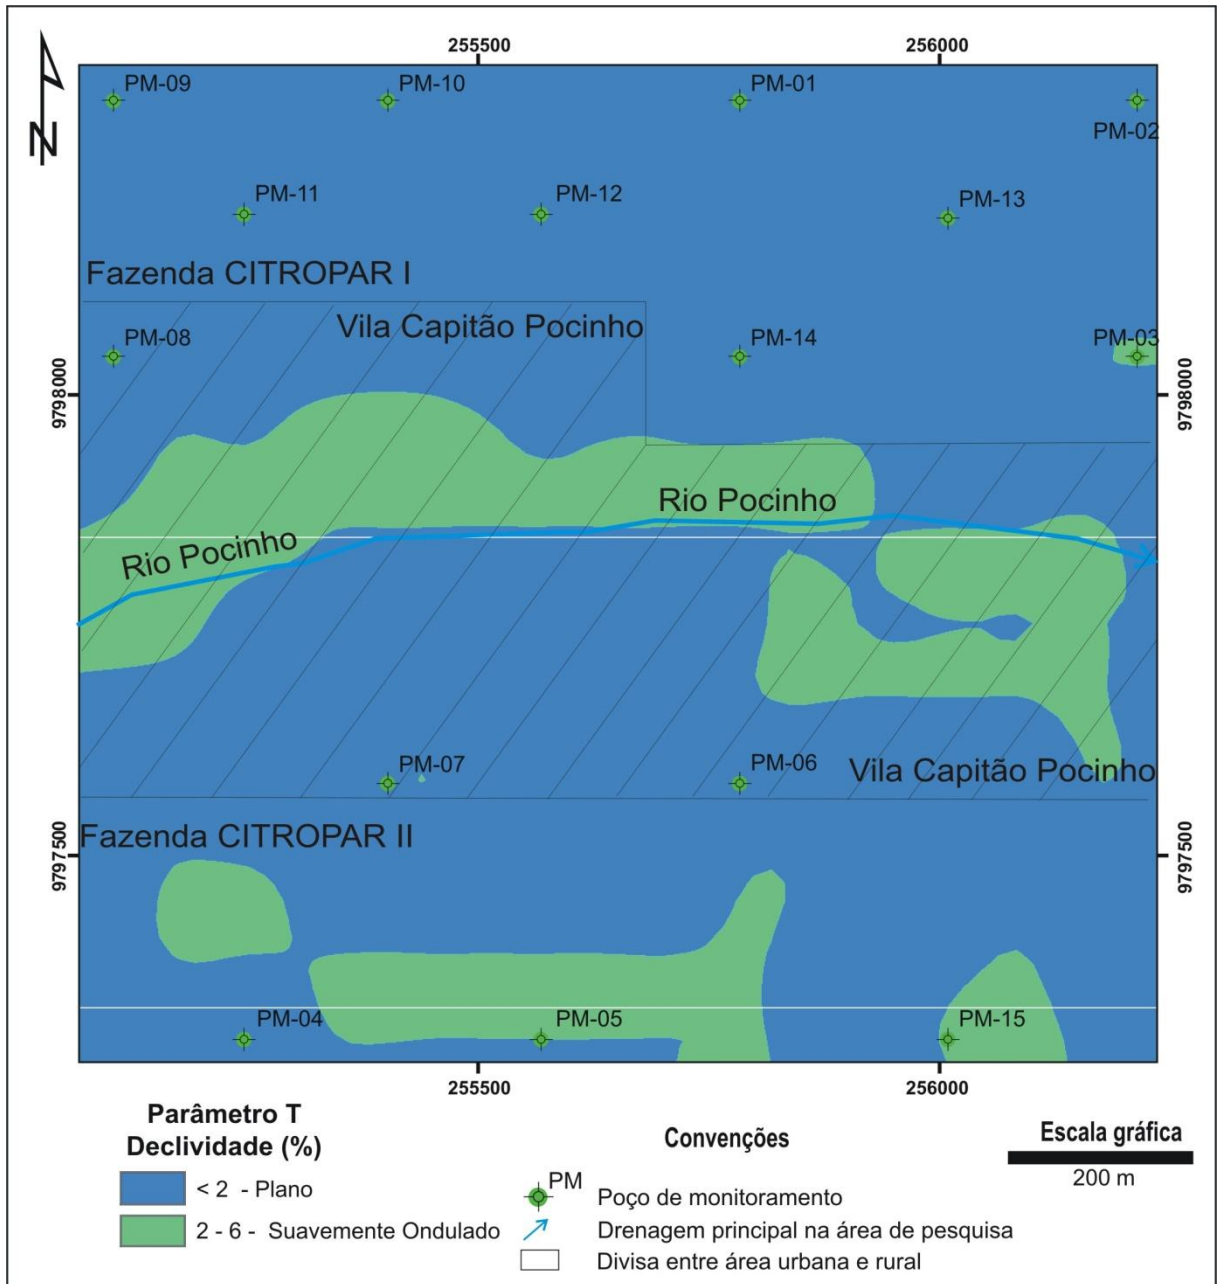 255500
256000
N
PM-09
PM-10
PM-01
PM-02
PM-11
PM-12
PM-13
Fazenda CITROPAR I
Vila Capitão Pocinho
PM-08
PM-14
PM-03
9798000
9798000
Rio Pocinho
Rio Pocinho
PM-07
PM-06
Vila Capitão Pocinho
Fazenda CITROPAR II
9797500
9797500
PM-04
PM-05
PM-15
255500
256000
Parâmetro T
Declividade (%)
< 2 - Plano
2 - 6 - Suavemente Ondulado
Convenções
PM
Poço de monitoramento
Drenagem principal na área de pesquisa
Divisa entre área urbana e rural
Escala gráfica
200 m